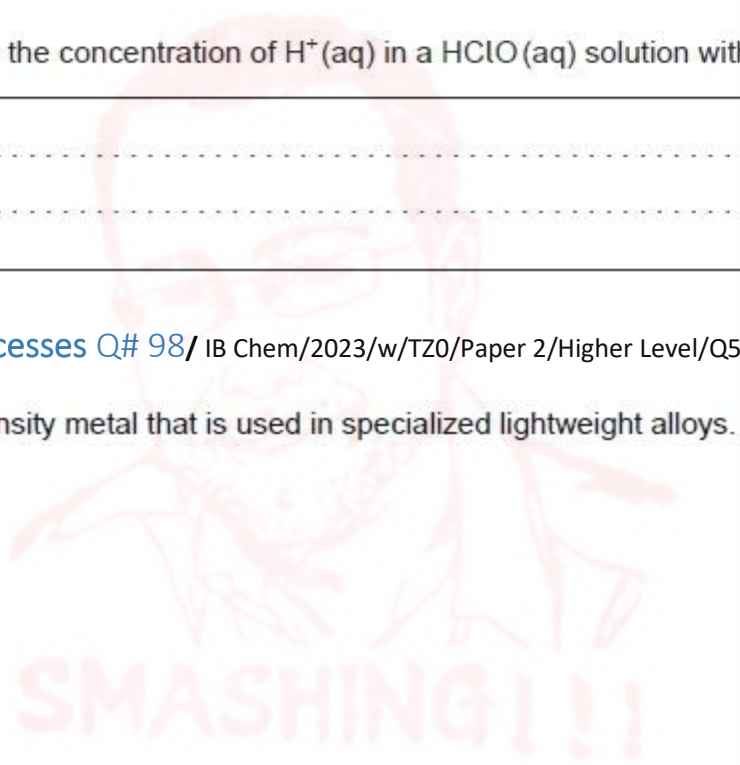 the concentration of H⁺(aq) in a HClO(aq) solution with
cesses Q# 98/ IB Chem/2023/w/TZ0/Paper 2/Higher Level/Q5
nsity metal that is used in specialized lightweight alloys.
SMASHING!!!